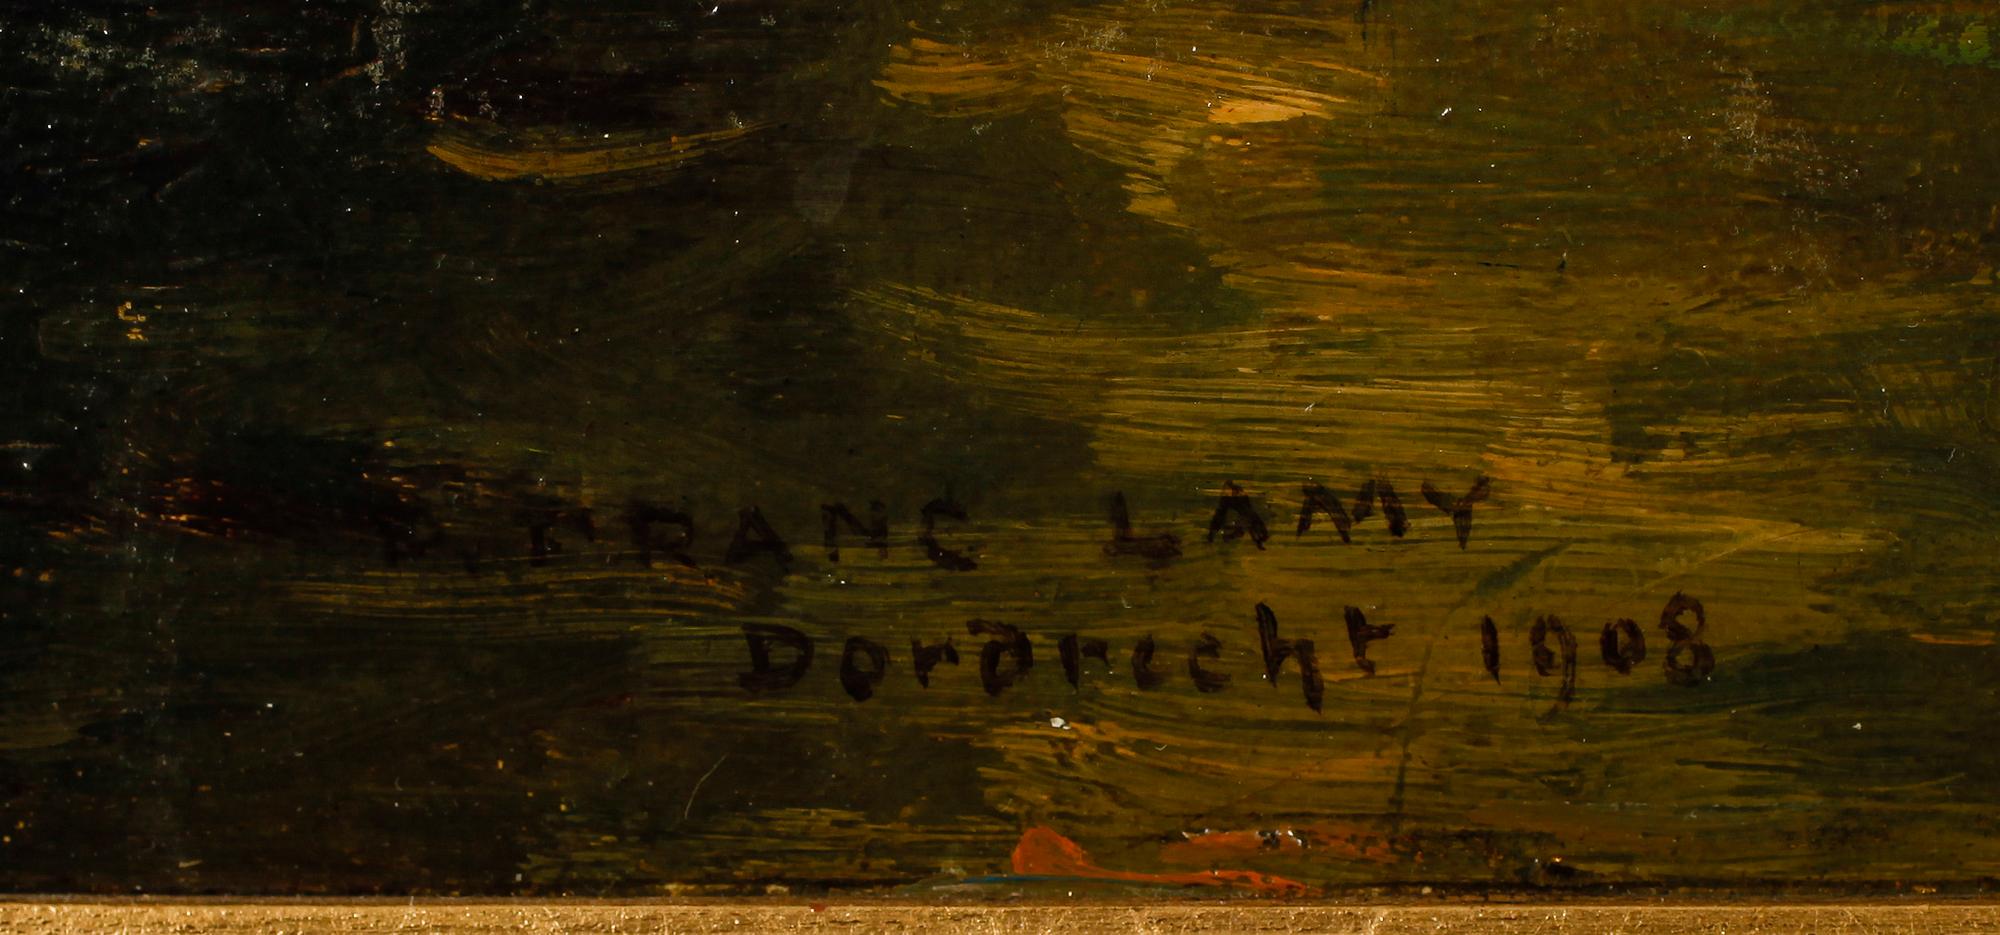 P. FRANC LAMY
Dordrecht 1908